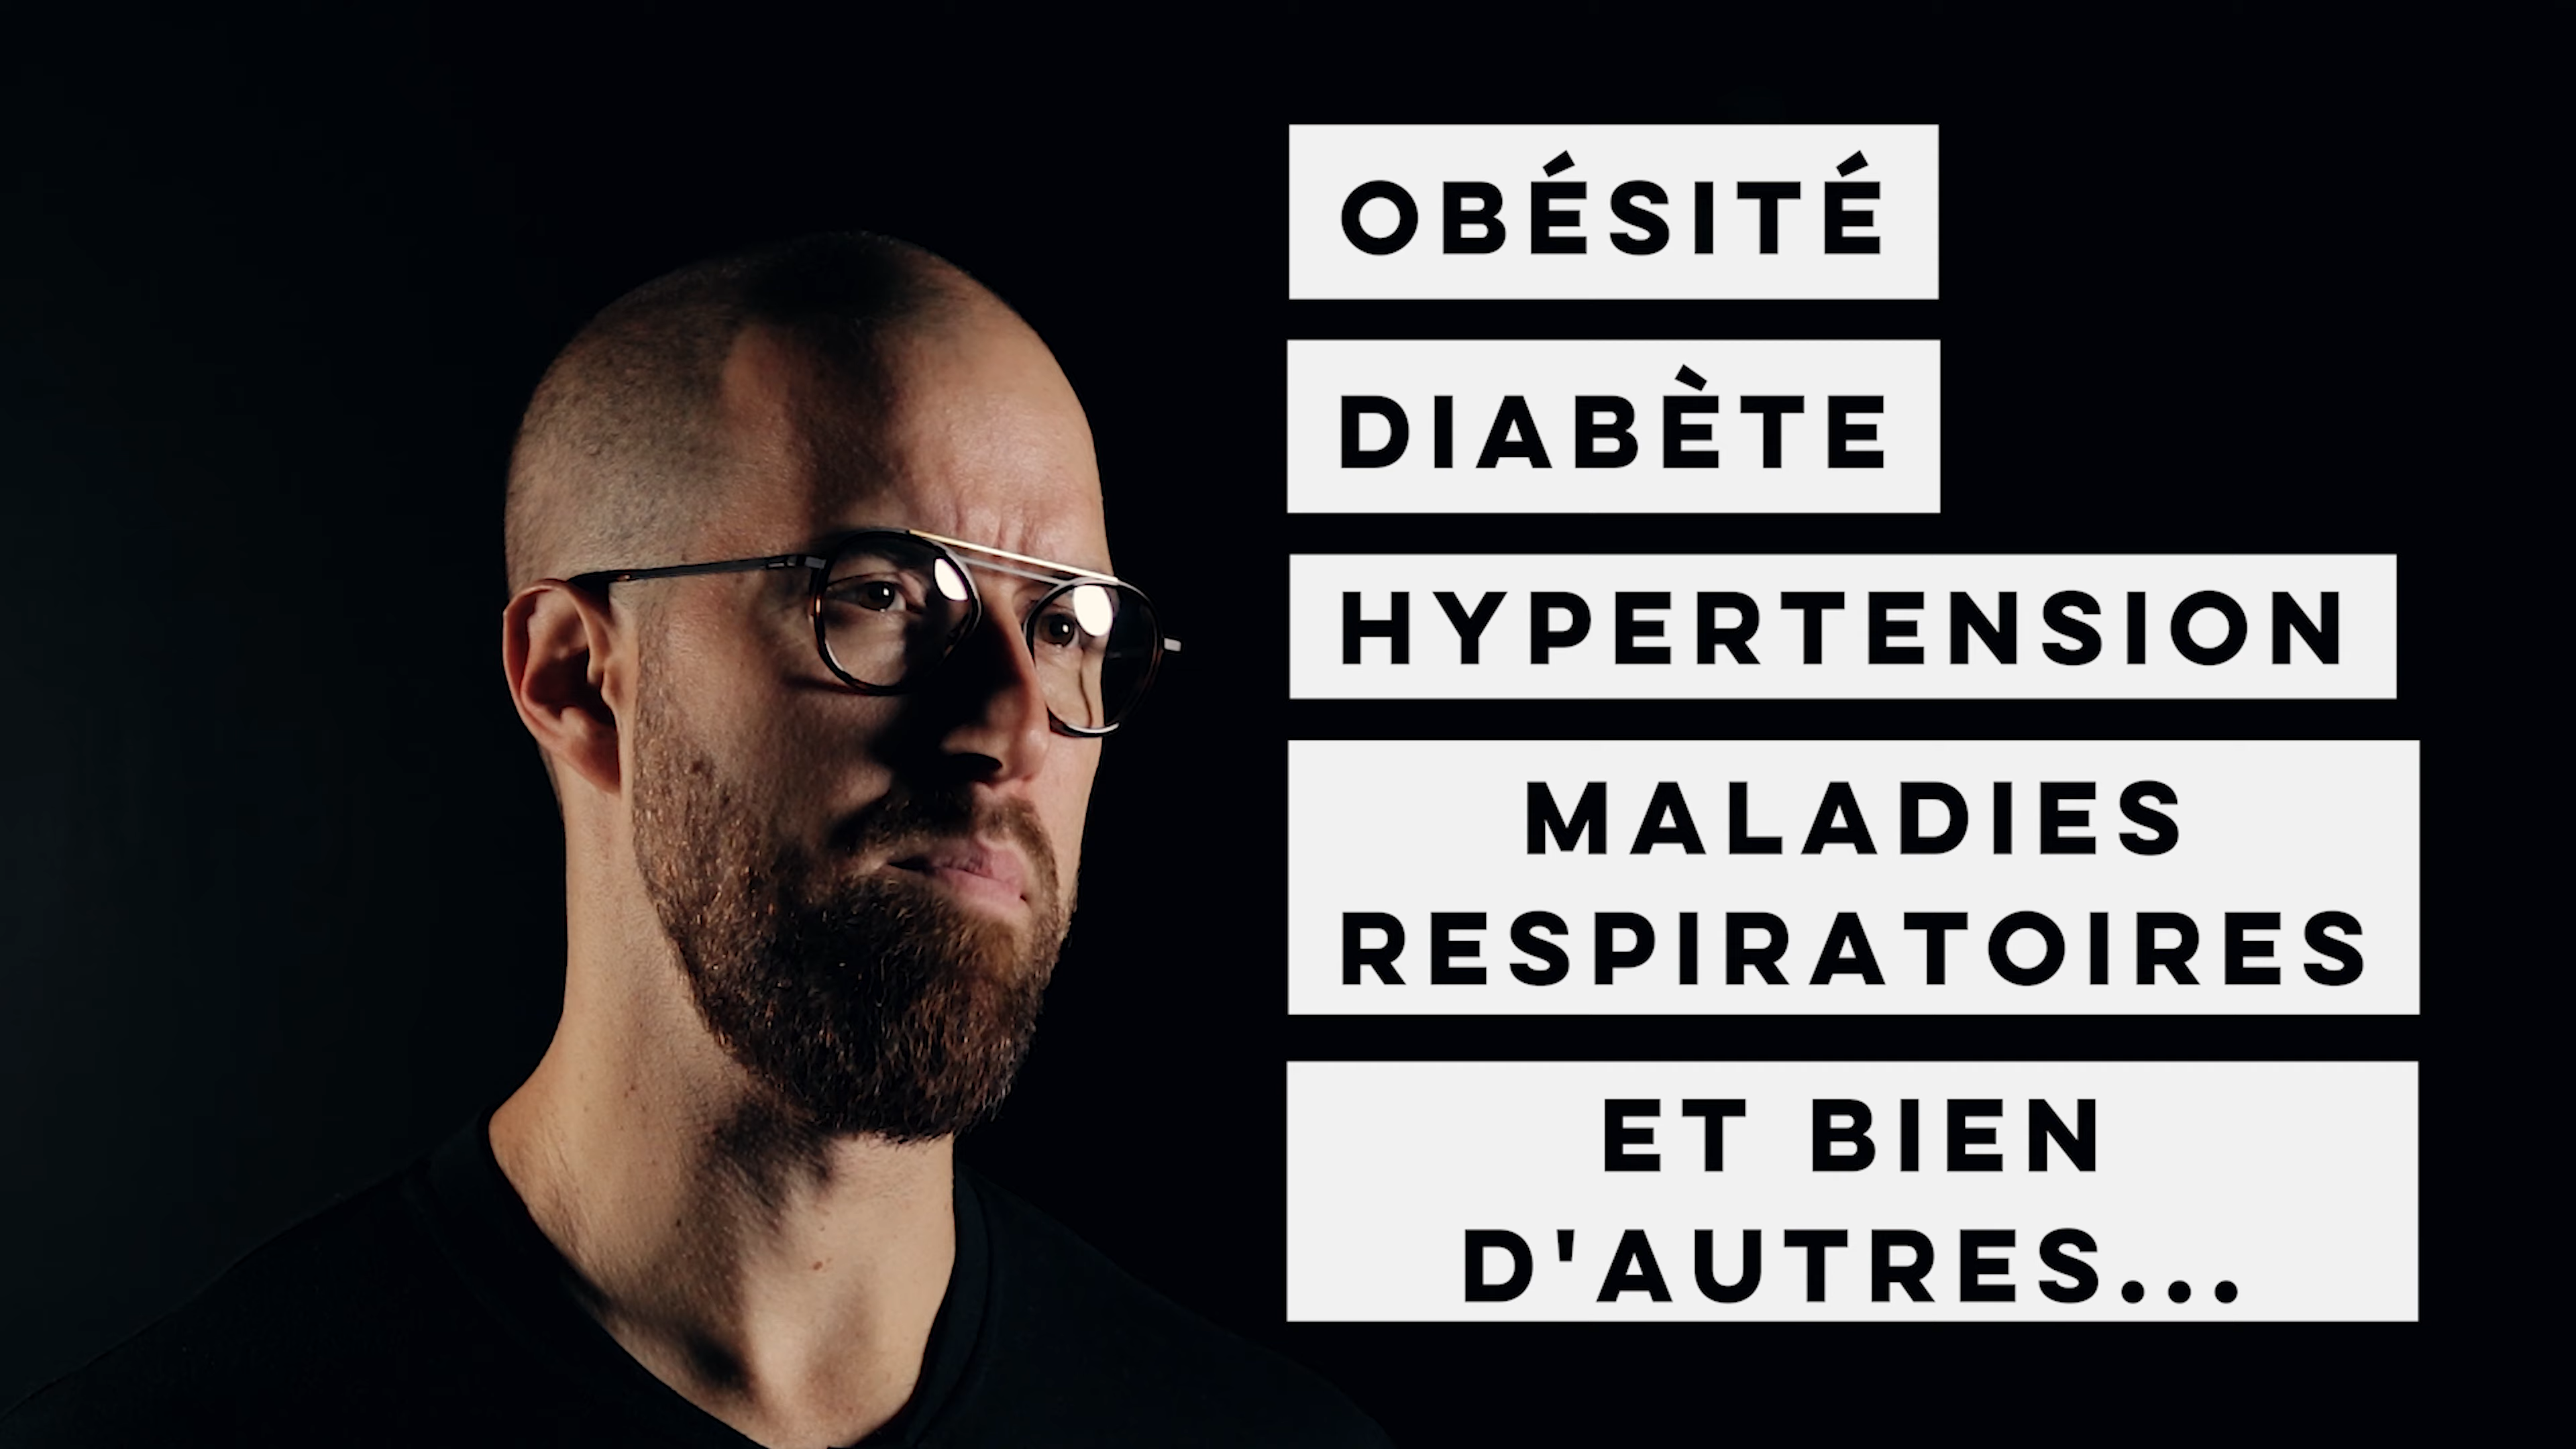 OBÉSITÉ
DIABÈTE
HYPERTENSION
MALADIES
RESPIRATOIRES
ET BIEN
D'AUTRES...